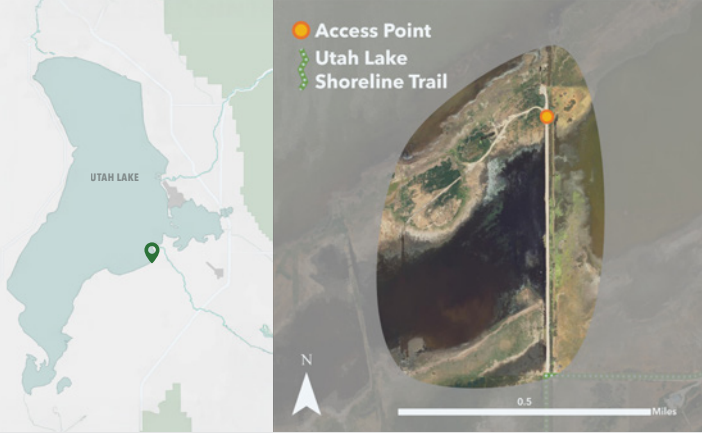 UTAH LAKE
Access Point
Utah Lake
Shoreline Trail
N
0.5
Miles